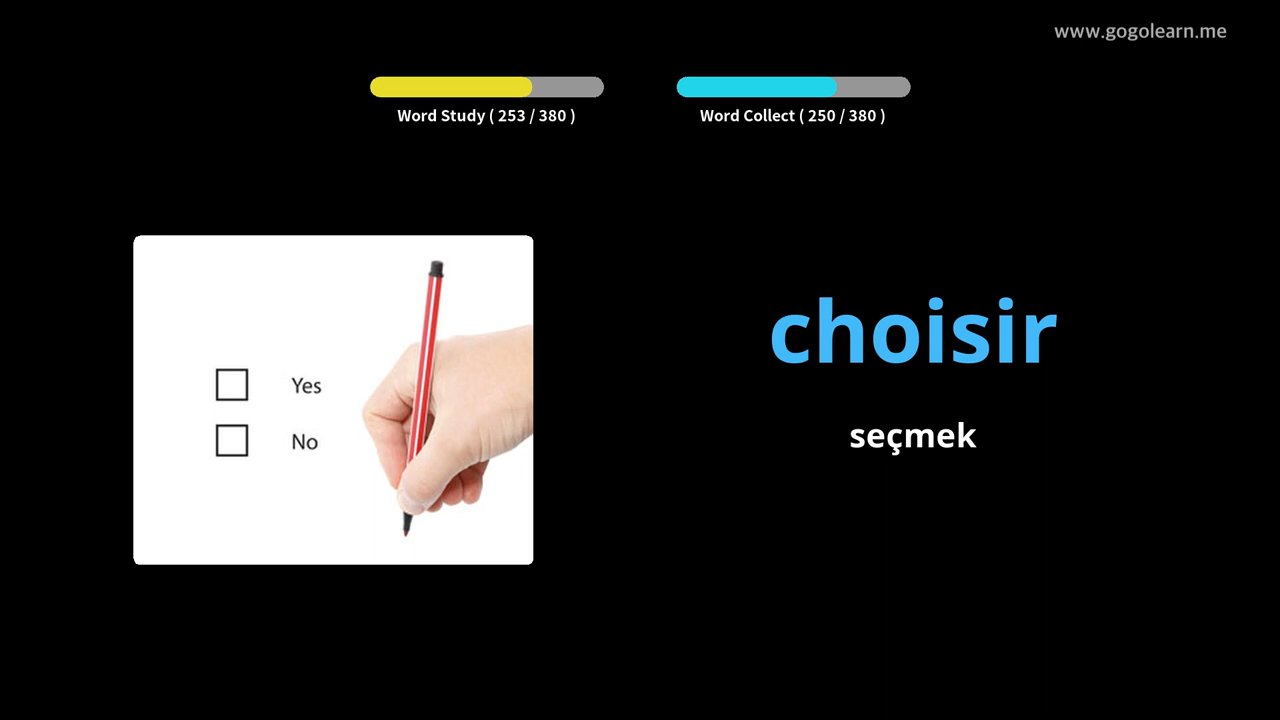 www.gogolearn.me
Word Study ( 253 / 380 )
Word Collect ( 250 / 380 )
Yes
No
choisir
seçmek